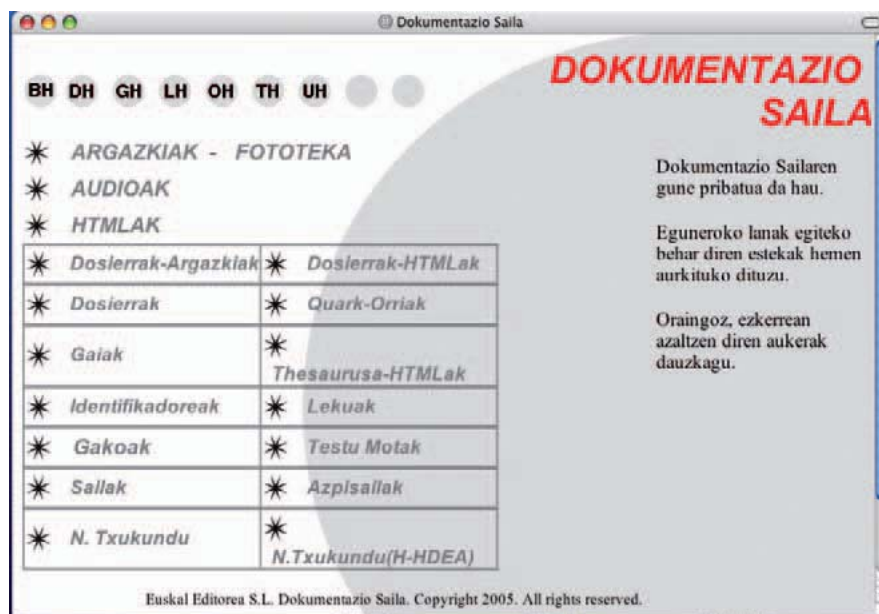 Dokumentazio Saila
BH DH GH LH OH TH UH
DOKUMENTAZIO
SAILA
ARGAZKIAK - FOTOTEKA
AUDIOAK
HTMLAK
Dosierrak-Argazkiak
Dosierrak-HTMLak
Dosierrak
Quark-Orriak
Gaiak
Thesaurusa-HTMLak
Identifikadoreak
Lekuak
Gakoak
Testu Motak
Sailak
Azpisailak
N. Txukundu
N.Txukundu(H-HDEA)
Dokumentazio Sailaren
gune pribatua da hau.
Eguneroko lanak egiteko
behar diren estekak hemen
aurkituko dituzu.
Oraingoz, ezkerrean
azaltzen diren aukerak
dauzkagu.
Euskal Editorea S.L. Dokumentazio Saila. Copyright 2005. All rights reserved.